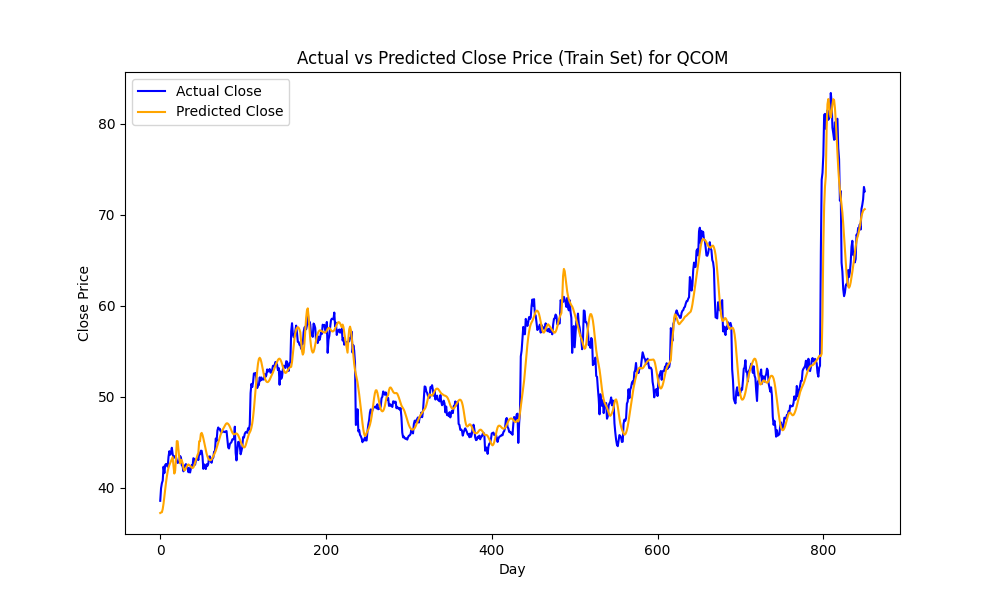 Actual vs Predicted Close Price (Train Set) for QCOM
Actual Close
Predicted Close
Close Price
80
70
60
50
40
0 200 400 600 800
Day